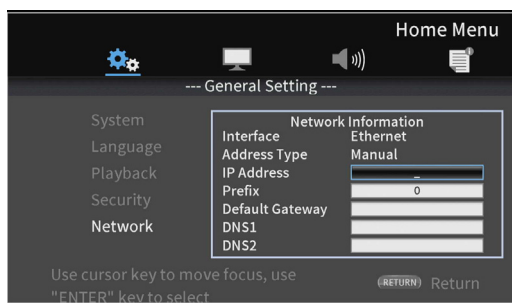 Home Menu
--- General Setting ---
System
Language
Playback
Security
Network
Network Information
Interface Ethernet
Address Type Manual
IP Address _
Prefix 0
Default Gateway
DNS1
DNS2
Use cursor key to move focus, use
"ENTER" key to select
RETURN Return